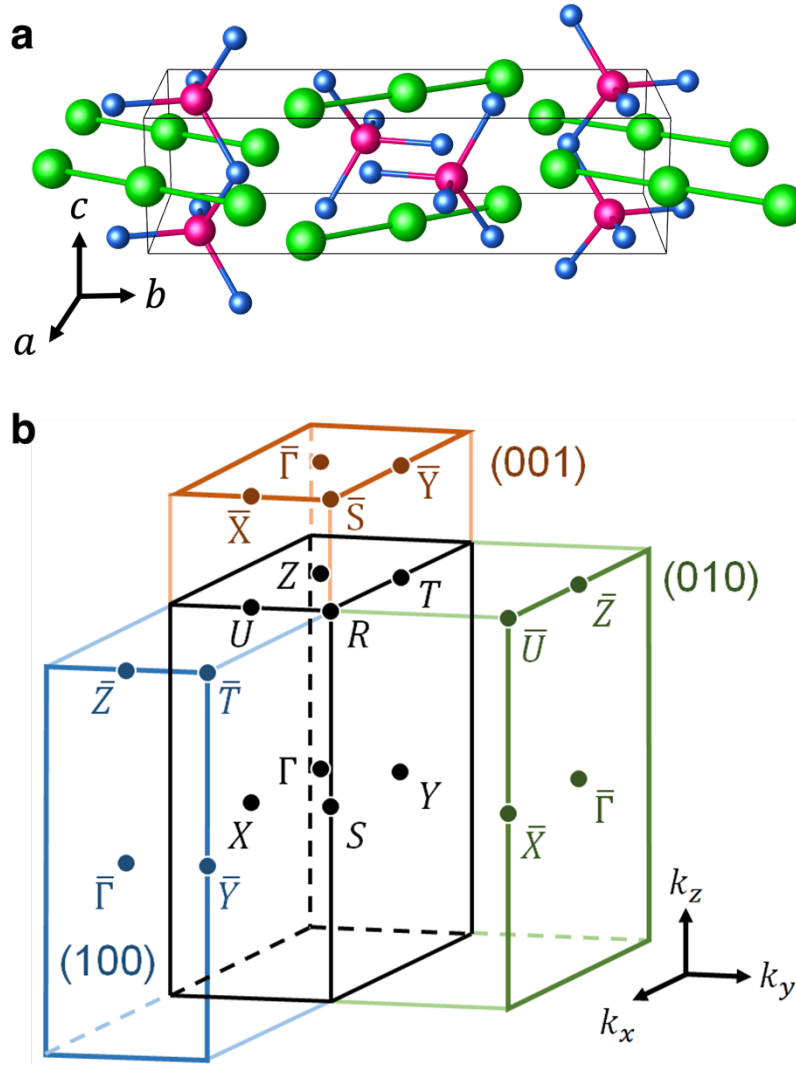 a
c
b
a
b
Γ̅ Y̅ (001)
X̅ S̅
Z T Z̅ (010)
U R U̅
Z̅ T̅
Γ Y Γ̅
X S X̅
Γ̅ Y̅
(100)
k_z
k_y
k_x